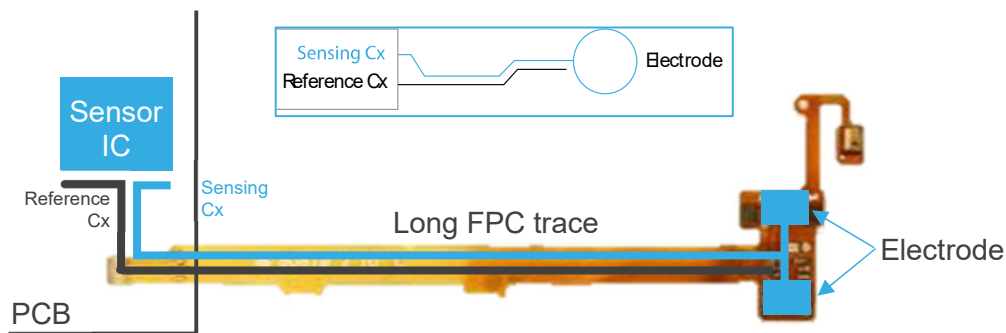 Sensing Cx
Reference Cx
Electrode
Sensor
IC
Reference
Cx
Sensing
Cx
Long FPC trace
Electrode
PCB